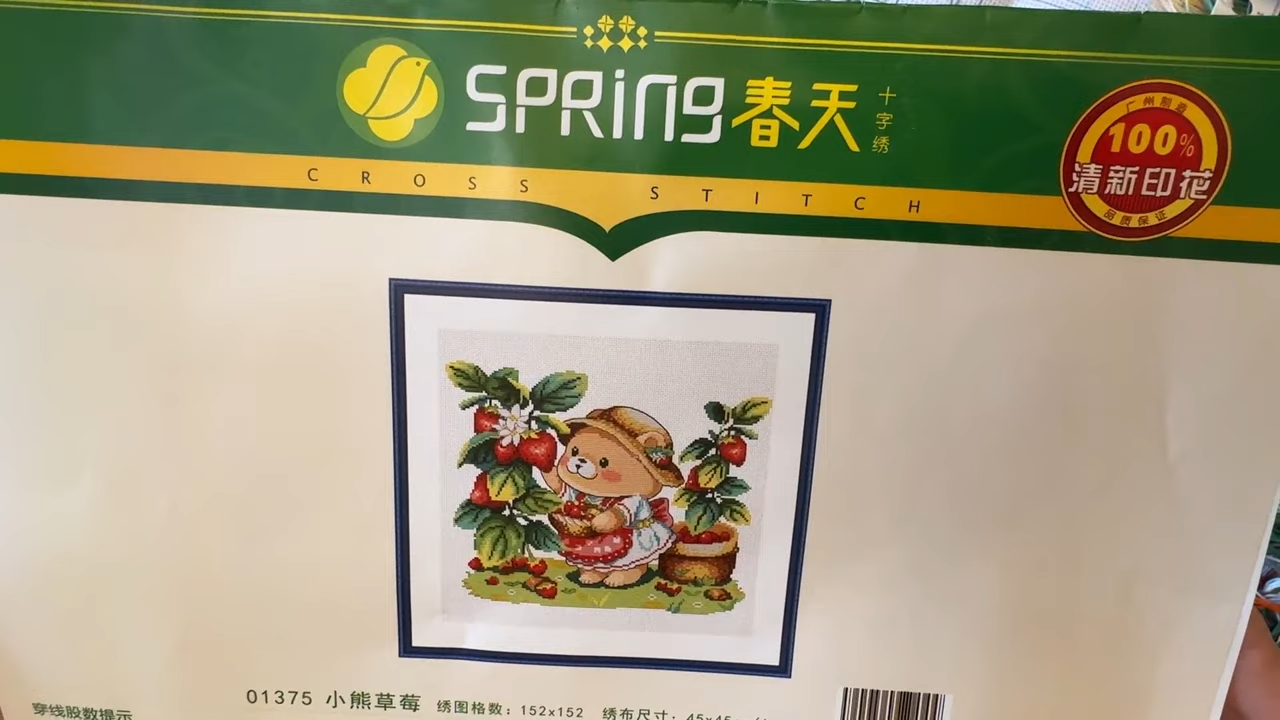 SPRing春天 十字绣
CROSS STITCH
广州制造
100%
清新印花
品质保证
01375 小熊草莓 绣图格数：152x152 绣布尺寸：45x45
穿线股数提示